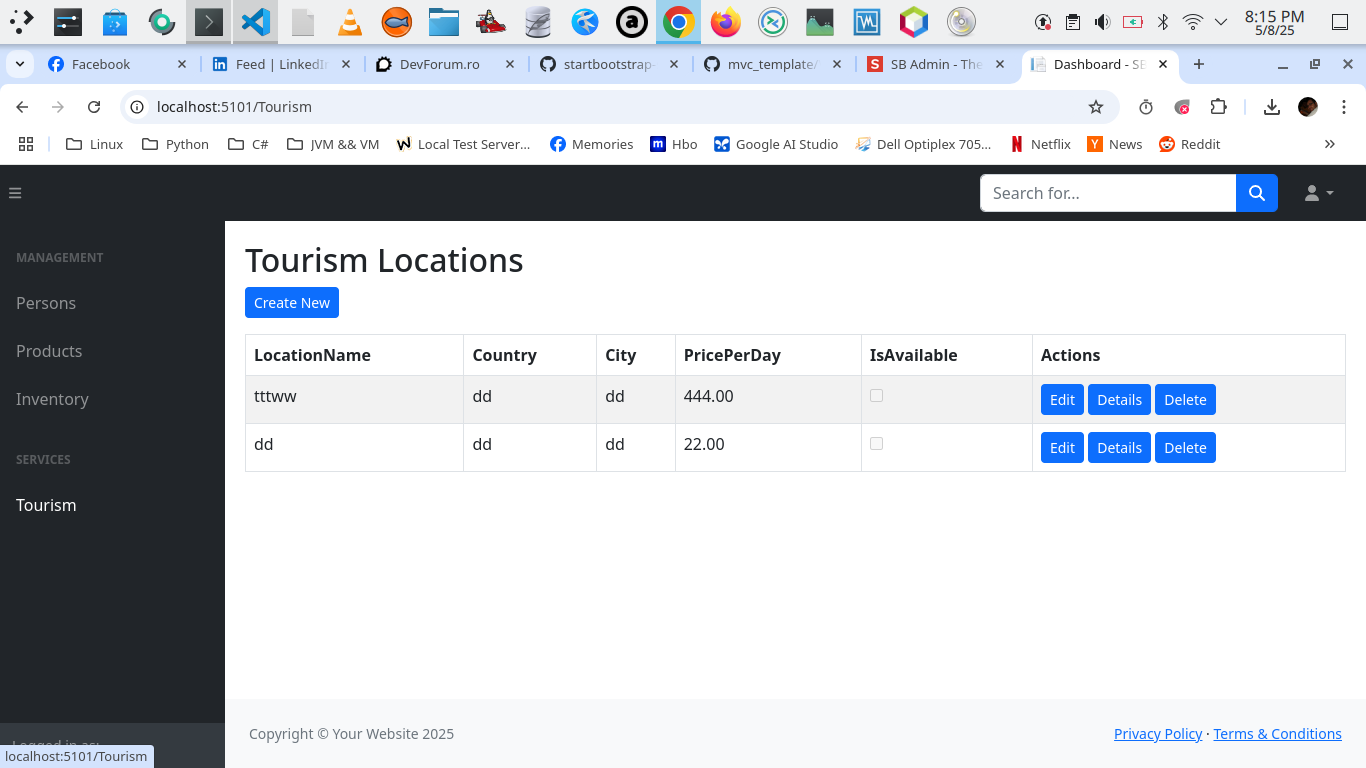 8:15 PM
5/8/25
Facebook
Feed | LinkedI
DevForum.ro
startbootstrap-
mvc_template/
SB Admin - The
Dashboard - SB
localhost:5101/Tourism
Linux
Python
C#
JVM && VM
Local Test Server...
Memories
Hbo
Google AI Studio
Dell Optiplex 705...
Netflix
News
Reddit
Search for...
MANAGEMENT
Persons
Products
Inventory
SERVICES
Tourism
Tourism Locations
Create New
LocationName Country City PricePerDay IsAvailable Actions
tttww dd dd 444.00 Edit Details Delete
dd dd dd 22.00 Edit Details Delete
Logged in as:
localhost:5101/Tourism
Copyright © Your Website 2025
Privacy Policy · Terms & Conditions